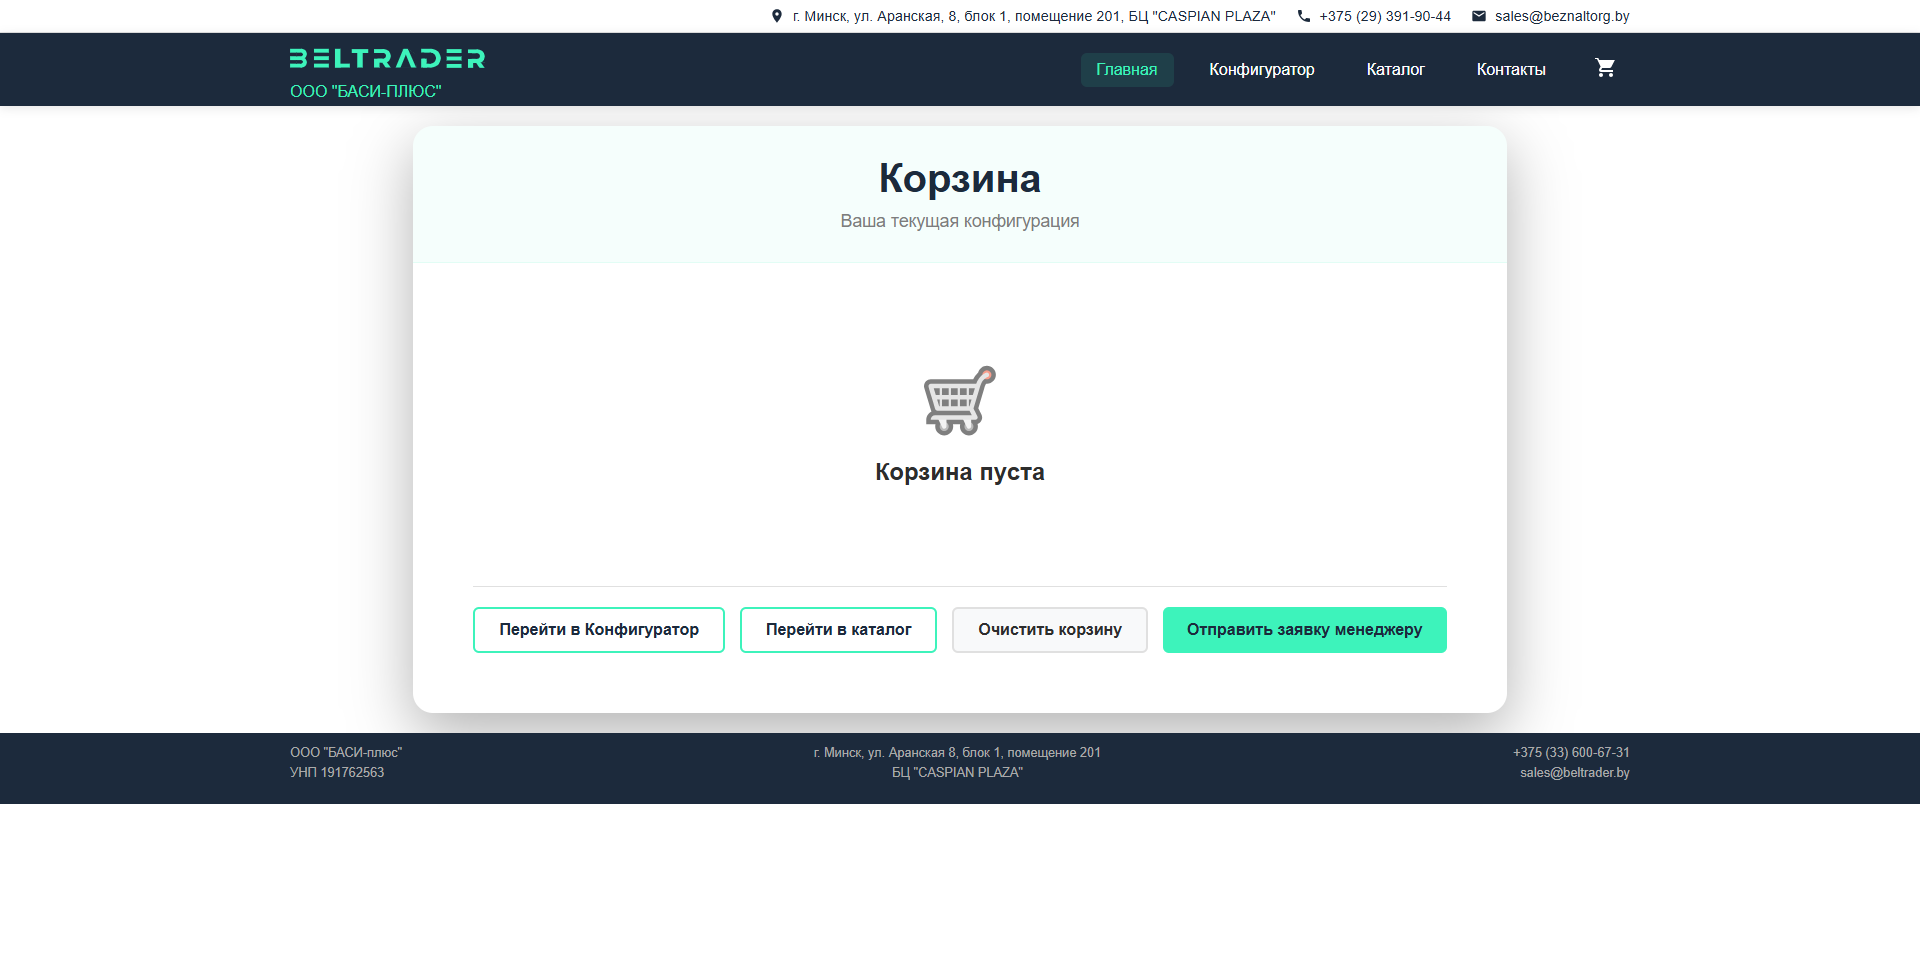 г. Минск, ул. Аранская, 8, блок 1, помещение 201, БЦ "CASPIAN PLAZA" +375 (29) 391-90-44 sales@beznaltorg.by
BELTRADER
ООО "БАСИ-ПЛЮС"
Главная Конфигуратор Каталог Контакты
Корзина
Ваша текущая конфигурация
Корзина пуста
Перейти в Конфигуратор Перейти в каталог Очистить корзину Отправить заявку менеджеру
ООО "БАСИ-плюс"
УНП 191762563
г. Минск, ул. Аранская 8, блок 1, помещение 201
БЦ "CASPIAN PLAZA"
+375 (33) 600-67-31
sales@beltrader.by